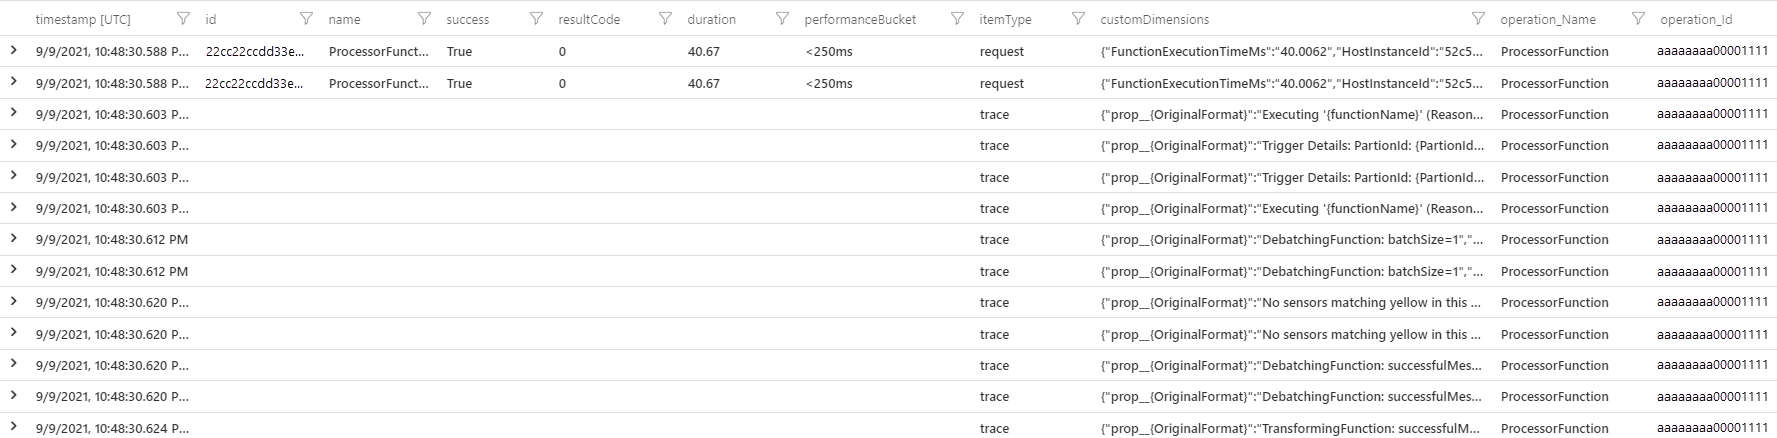 timestamp [UTC] id name success resultCode duration performanceBucket itemType customDimensions operation_Name operation_Id
9/9/2021, 10:48:30.588 P... 22cc22ccdd33e... ProcessorFunct... True 0 40.67 <250ms request {"FunctionExecutionTimeMs":"40.0062","HostInstanceId":"52c5... ProcessorFunction aaaaaaaa00001111
9/9/2021, 10:48:30.588 P... 22cc22ccdd33e... ProcessorFunct... True 0 40.67 <250ms request {"FunctionExecutionTimeMs":"40.0062","HostInstanceId":"52c5... ProcessorFunction aaaaaaaa00001111
9/9/2021, 10:48:30.603 P... trace {"prop__{OriginalFormat}":"Executing '{functionName}' (Reason... ProcessorFunction aaaaaaaa00001111
9/9/2021, 10:48:30.603 P... trace {"prop__{OriginalFormat}":"Trigger Details: PartionId: {PartionId... ProcessorFunction aaaaaaaa00001111
9/9/2021, 10:48:30.603 P... trace {"prop__{OriginalFormat}":"Trigger Details: PartionId: {PartionId... ProcessorFunction aaaaaaaa00001111
9/9/2021, 10:48:30.603 P... trace {"prop__{OriginalFormat}":"Executing '{functionName}' (Reason... ProcessorFunction aaaaaaaa00001111
9/9/2021, 10:48:30.612 PM trace {"prop__{OriginalFormat}":"DebatchingFunction: batchSize=1","... ProcessorFunction aaaaaaaa00001111
9/9/2021, 10:48:30.612 PM trace {"prop__{OriginalFormat}":"DebatchingFunction: batchSize=1","... ProcessorFunction aaaaaaaa00001111
9/9/2021, 10:48:30.620 P... trace {"prop__{OriginalFormat}":"No sensors matching yellow in this ... ProcessorFunction aaaaaaaa00001111
9/9/2021, 10:48:30.620 P... trace {"prop__{OriginalFormat}":"No sensors matching yellow in this ... ProcessorFunction aaaaaaaa00001111
9/9/2021, 10:48:30.620 P... trace {"prop__{OriginalFormat}":"DebatchingFunction: successfulMes... ProcessorFunction aaaaaaaa00001111
9/9/2021, 10:48:30.620 P... trace {"prop__{OriginalFormat}":"DebatchingFunction: successfulMes... ProcessorFunction aaaaaaaa00001111
9/9/2021, 10:48:30.624 P... trace {"prop__{OriginalFormat}":"TransformingFunction: successfulM... ProcessorFunction aaaaaaaa00001111